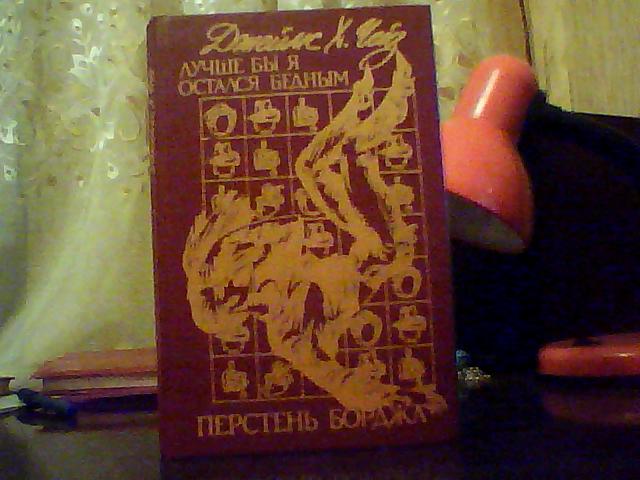 Джеймс Х. Чейз
ЛУЧШЕ БЫ Я
ОСТАЛСЯ БЕДНЫМ
ПЕРСТЕНЬ БОРДЖА